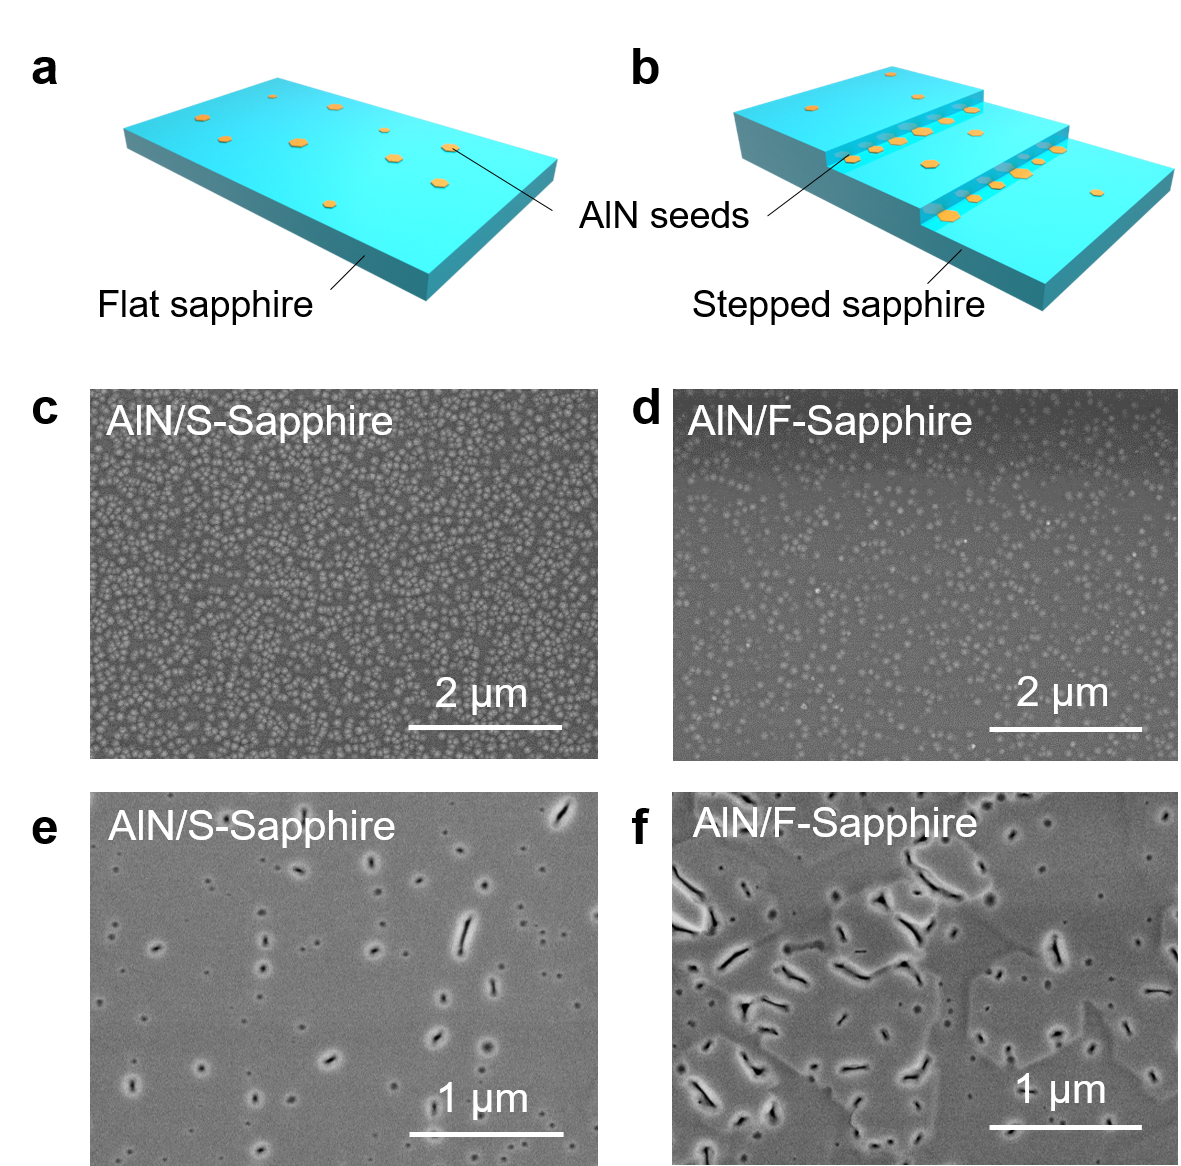 a
b
AlN seeds
Flat sapphire
Stepped sapphire
c
AlN/S-Sapphire
2 μm
d
AlN/F-Sapphire
2 μm
e
AlN/S-Sapphire
1 μm
f
AlN/F-Sapphire
1 μm